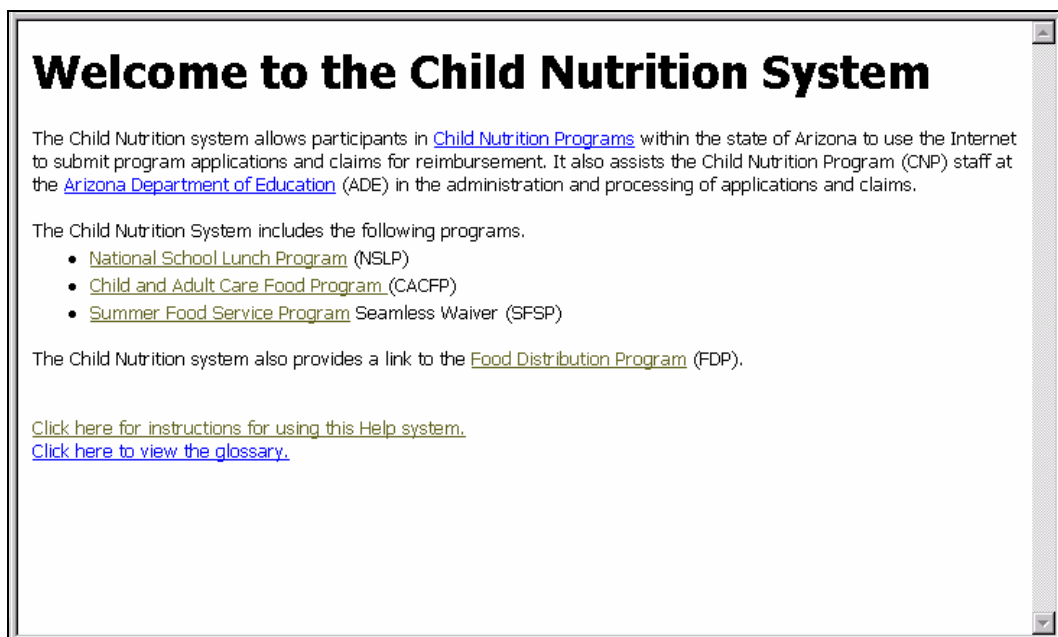 Welcome to the Child Nutrition System
The Child Nutrition system allows participants in Child Nutrition Programs within the state of Arizona to use the Internet
to submit program applications and claims for reimbursement. It also assists the Child Nutrition Program (CNP) staff at
the Arizona Department of Education (ADE) in the administration and processing of applications and claims.
The Child Nutrition System includes the following programs.
• National School Lunch Program (NSLP)
• Child and Adult Care Food Program (CACFP)
• Summer Food Service Program Seamless Waiver (SFSP)
The Child Nutrition system also provides a link to the Food Distribution Program (FDP).
Click here for instructions for using this Help system.
Click here to view the glossary.